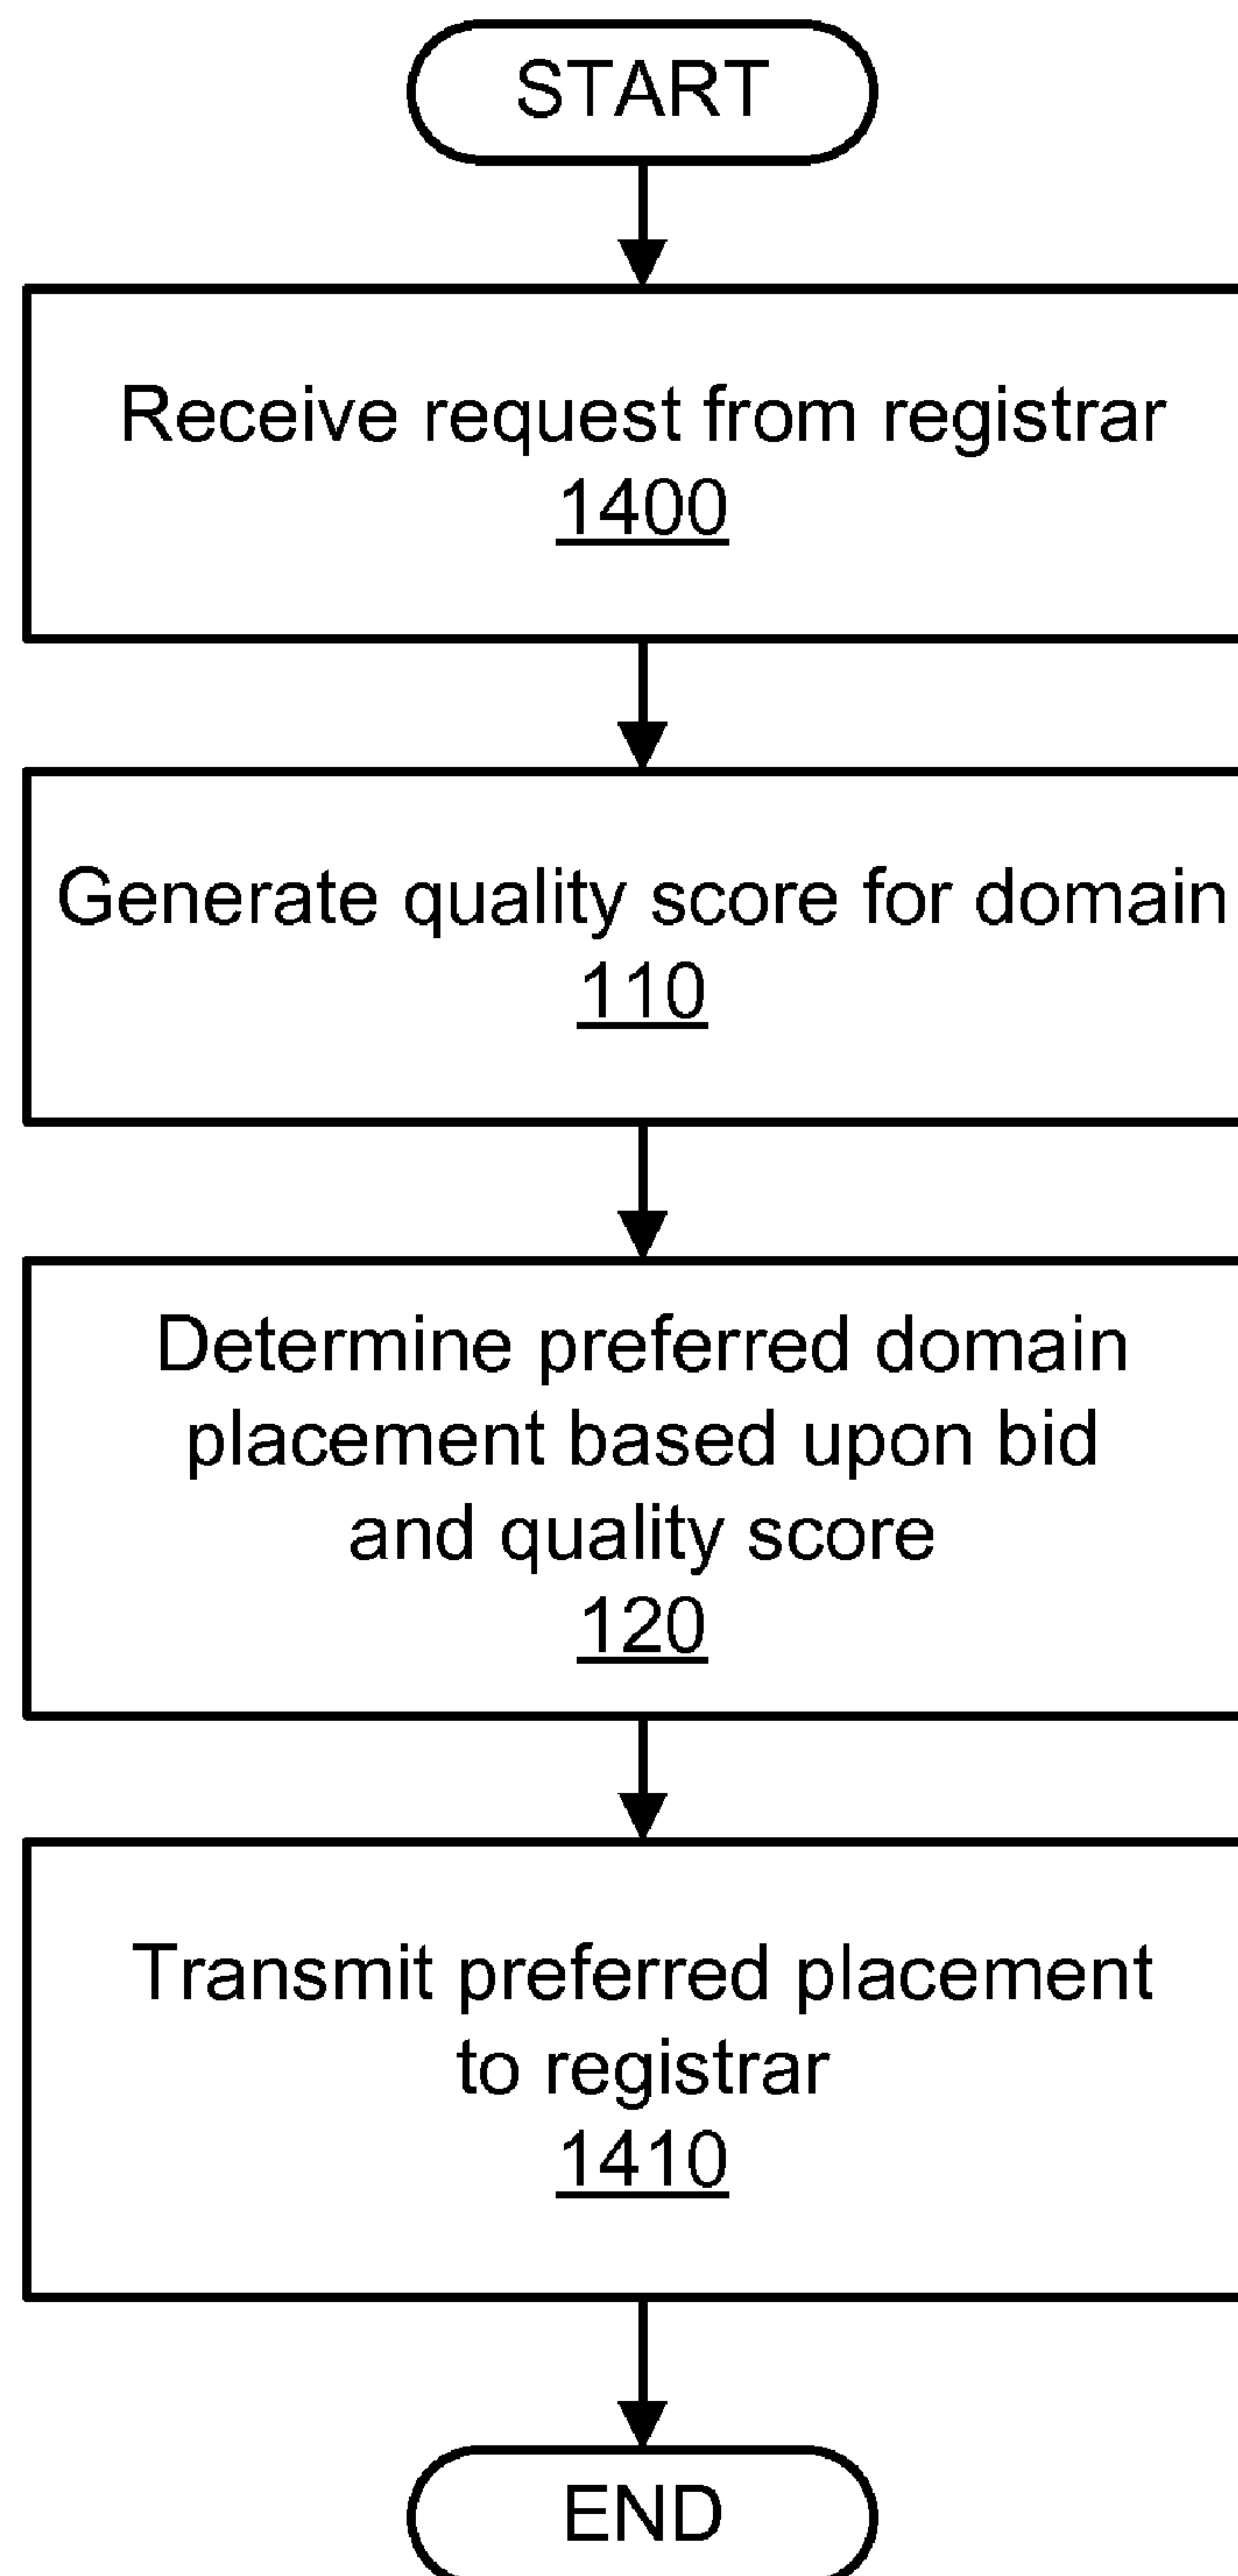 START
Receive request from registrar
1400
Generate quality score for domain
110
Determine preferred domain
placement based upon bid
and quality score
120
Transmit preferred placement
to registrar
1410
END